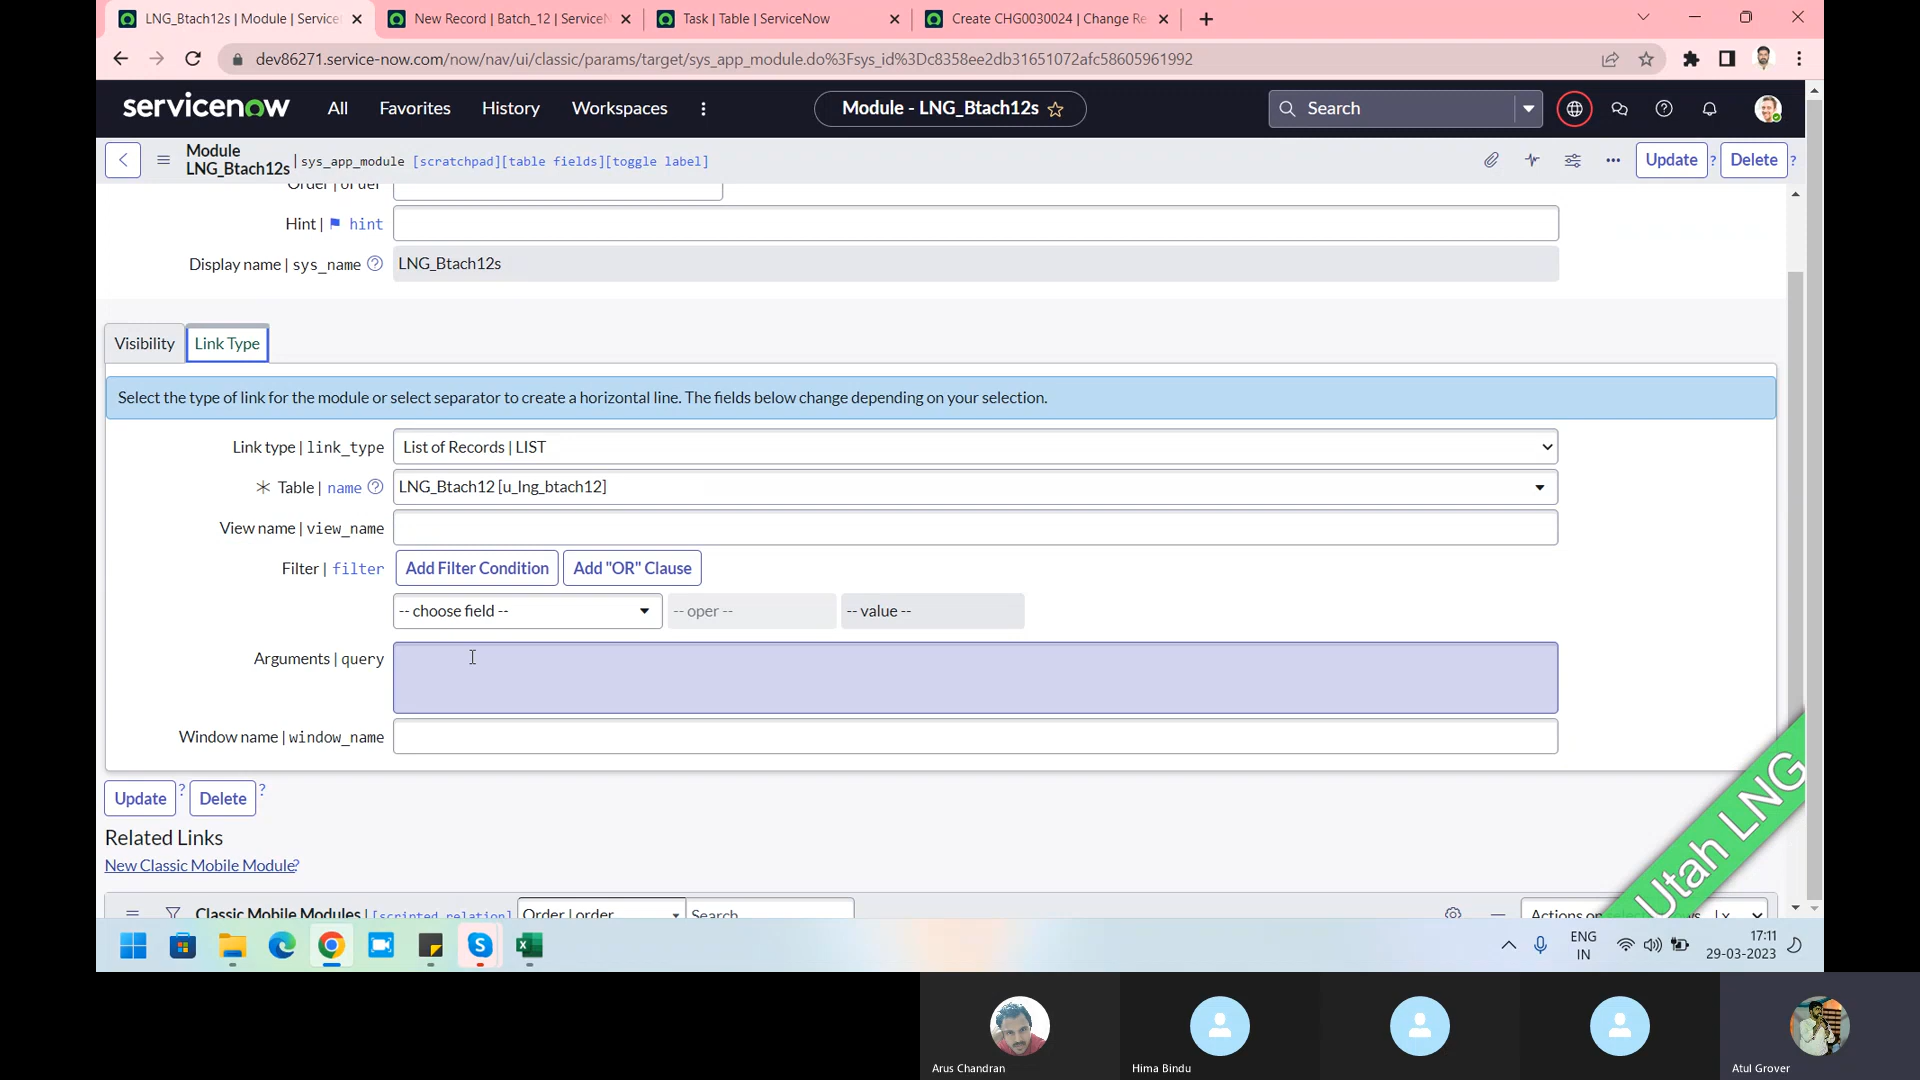 LNG_Btach12s | Module | Service
New Record | Batch_12 | ServiceN
Task | Table | ServiceNow
Create CHG0030024 | Change Re
dev86271.service-now.com/now/nav/ui/classic/params/target/sys_app_module.do%3Fsys_id%3Dc8358ee2db31651072afc58605961992
servicenow
All
Favorites
History
Workspaces
Module - LNG_Btach12s
Search
Module
LNG_Btach12s | sys_app_module [scratchpad][table fields][toggle label]
Update ?
Delete ?
Order | order
Hint | hint
Display name | sys_name LNG_Btach12s
Visibility
Link Type
Select the type of link for the module or select separator to create a horizontal line. The fields below change depending on your selection.
Link type | link_type List of Records | LIST
Table | name LNG_Btach12 [u_lng_btach12]
View name | view_name
Filter | filter Add Filter Condition Add "OR" Clause
-- choose field -- -- oper -- -- value --
Arguments | query
Window name | window_name
Update ? Delete ?
Related Links
New Classic Mobile Module ?
Classic Mobile Modules [scripted relation] Order | order Search
Utah LNG
ENG
IN
17:11
29-03-2023
Arus Chandran
Hima Bindu
Atul Grover